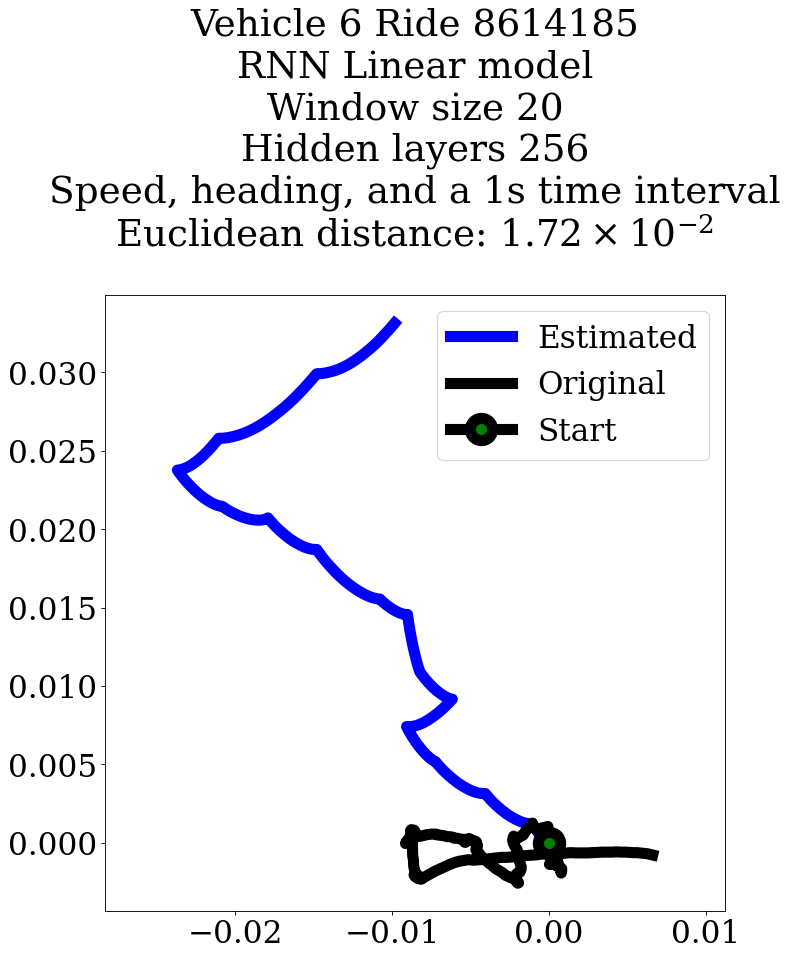 Vehicle 6 Ride 8614185
RNN Linear model
Window size 20
Hidden layers 256
Speed, heading, and a 1s time interval
Euclidean distance: 1.72 × 10⁻²
Estimated
Original
Start
0.030
0.025
0.020
0.015
0.010
0.005
0.000
−0.02 −0.01 0.00 0.01